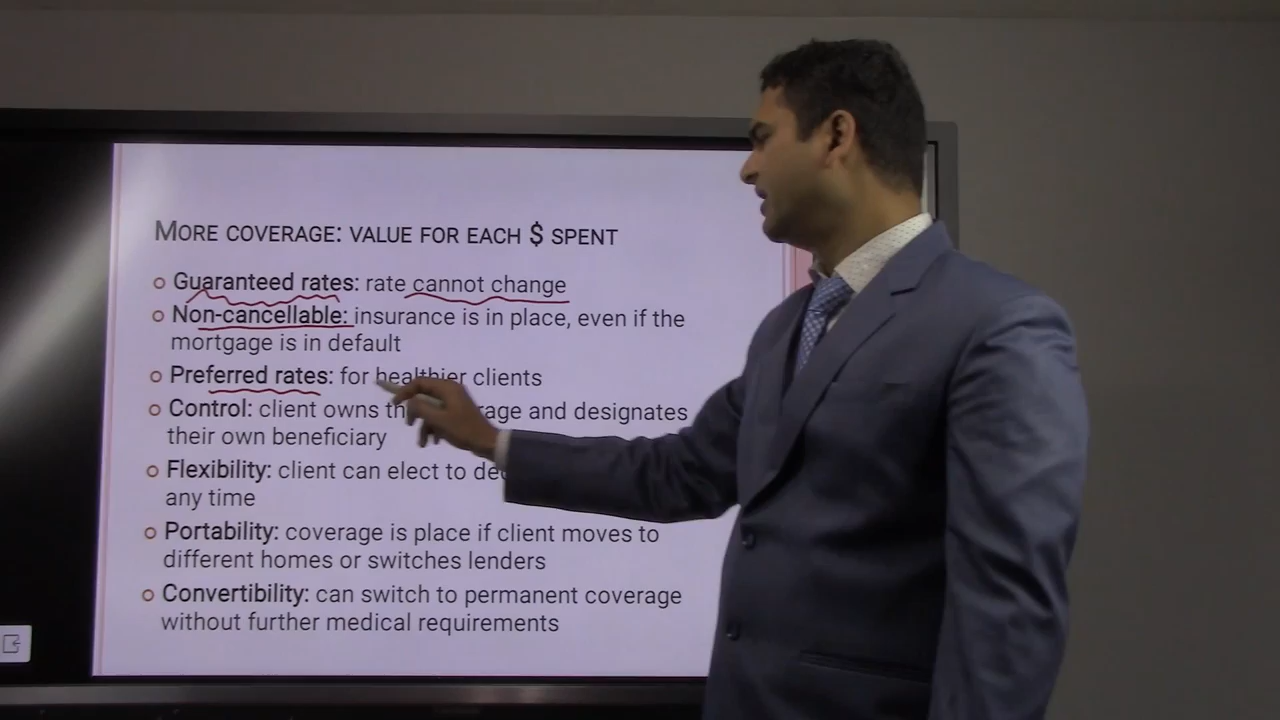 MORE COVERAGE: VALUE FOR EACH $ SPENT
Guaranteed rates: rate cannot change
Non-cancellable: insurance is in place, even if the
mortgage is in default
Preferred rates: for healthier clients
Control: client owns and designates
their own beneficiary
Flexibility: client can elect to
any time
Portability: coverage is place if client moves to
different homes or switches lenders
Convertibility: can switch to permanent coverage
without further medical requirements